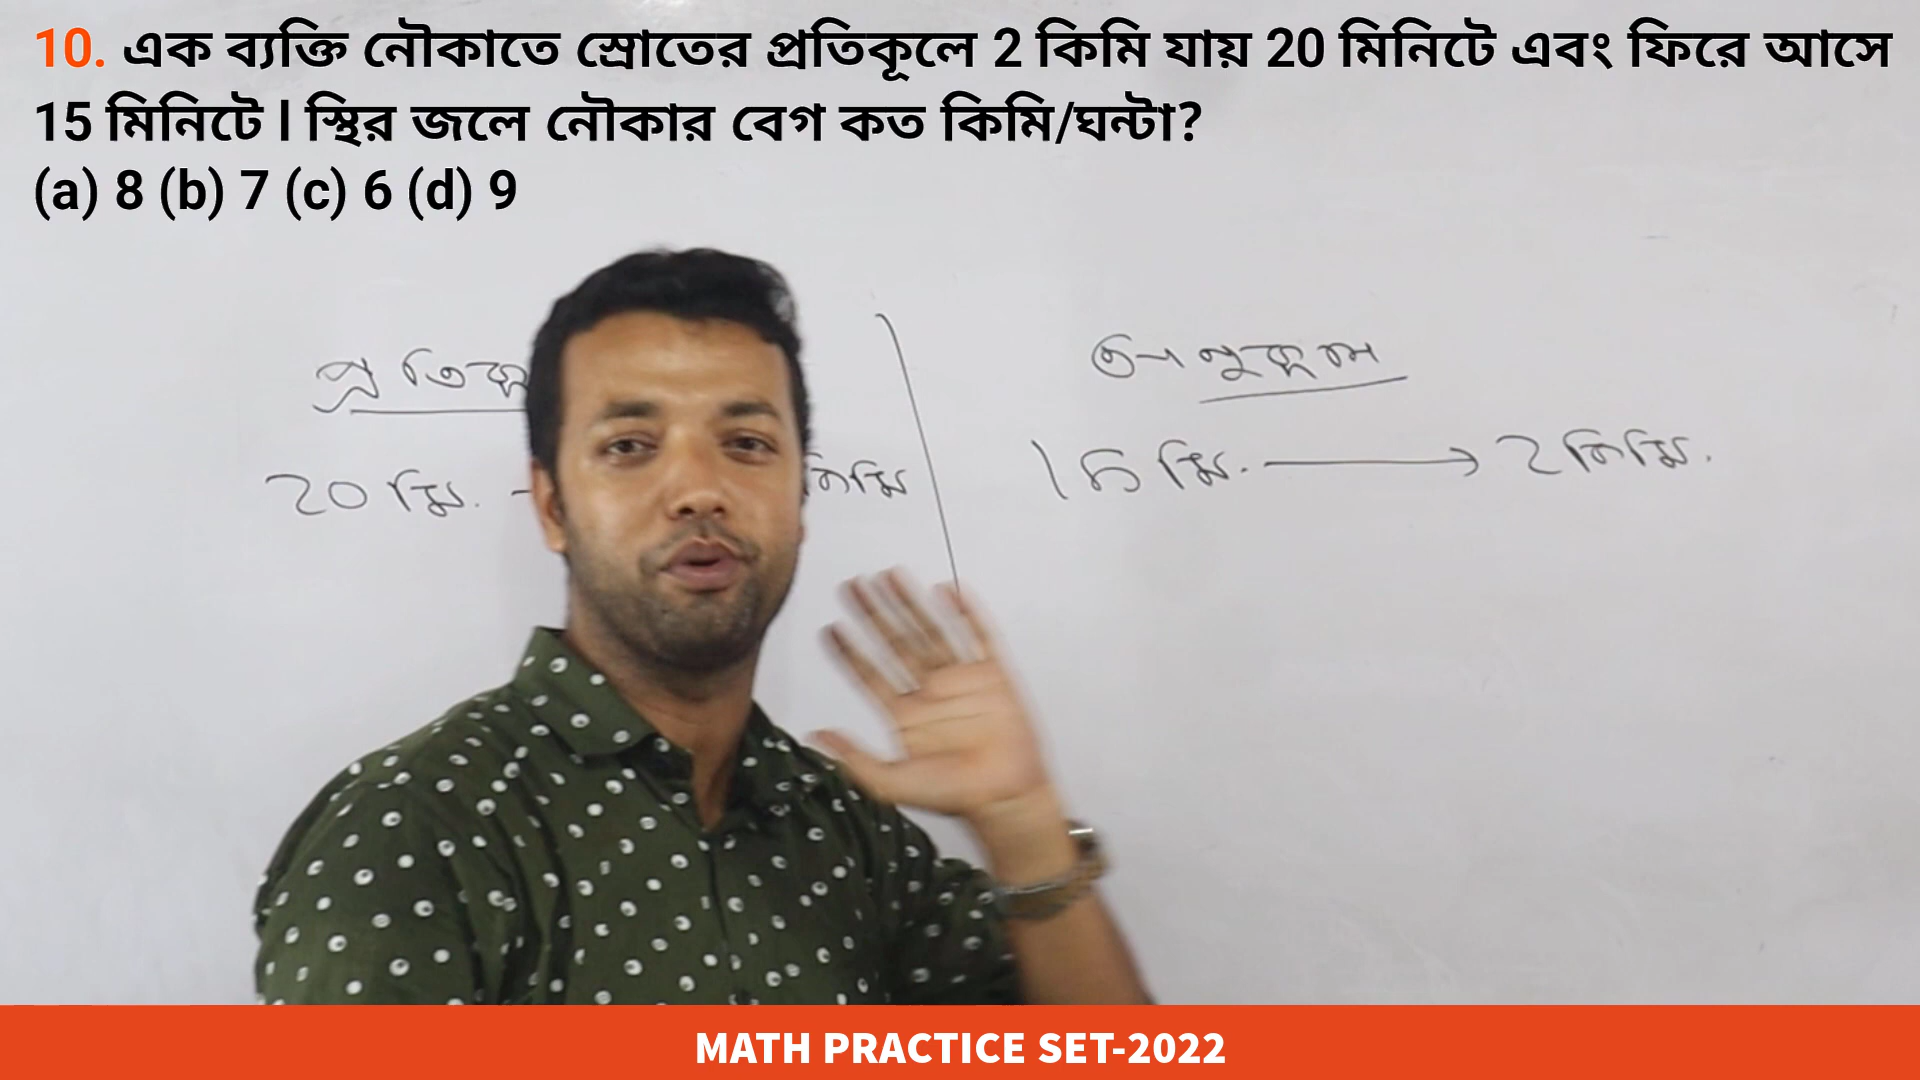 10. এক ব্যক্তি নৌকাতে স্রোতের প্রতিকূলে 2 কিমি যায় 20 মিনিটে এবং ফিরে আসে
15 মিনিটে l স্থির জলে নৌকার বেগ কত কিমি/ঘন্টা?
(a) 8 (b) 7 (c) 6 (d) 9
অনুকূল
20 মি. কিমি
15 মি. → 2 কিমি.
MATH PRACTICE SET-2022